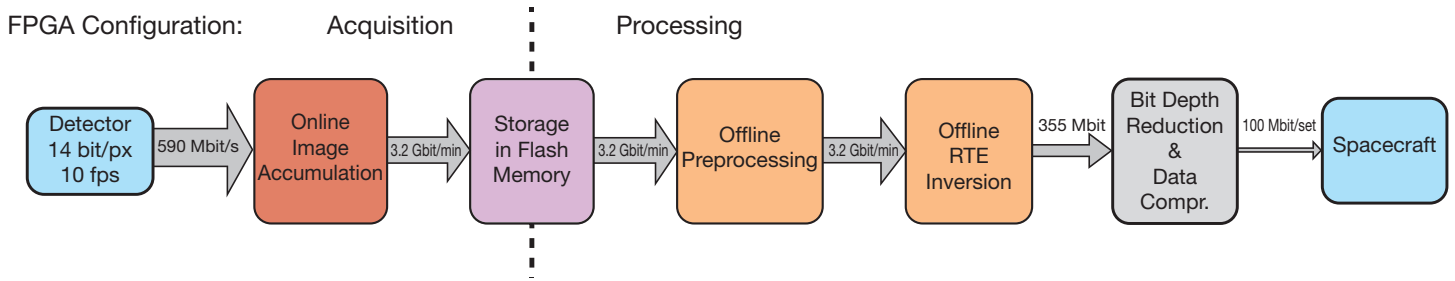 FPGA Configuration: Acquisition Processing
Detector
14 bit/px
10 fps
590 Mbit/s
Online
Image
Accumulation
3.2 Gbit/min
Storage
in Flash
Memory
3.2 Gbit/min
Offline
Preprocessing
3.2 Gbit/min
Offline
RTE
Inversion
355 Mbit
Bit Depth
Reduction
&
Data
Compr.
100 Mbit/set
Spacecraft